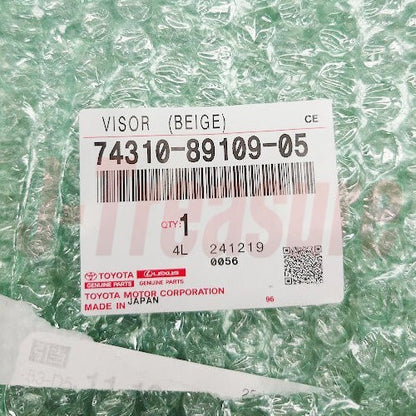 VISOR (BEIGE) CE
74310-89109-05
QTY: 1
4L 241219
0056
TOYOTA LEXUS
GENUINE PARTS GENUINE PARTS
TOYOTA MOTOR CORPORATION
MADE IN JAPAN 96
J-Treasure